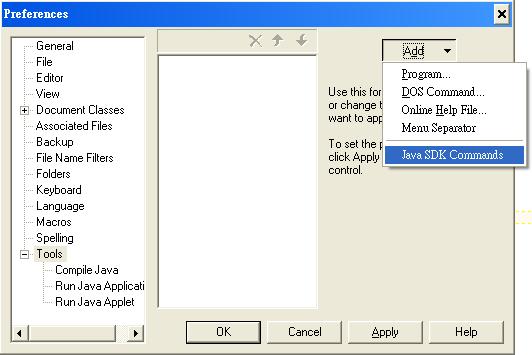 Preferences
General
File
Editor
View
Document Classes
Associated Files
Backup
File Name Filters
Folders
Keyboard
Language
Macros
Spelling
Tools
Compile Java
Run Java Applicati
Run Java Applet
Add
Program...
DOS Command...
Online Help File...
Menu Separator
Java SDK Commands
Use this for
or change t
want to app
To set the p
click Apply
control.
OK
Cancel
Apply
Help